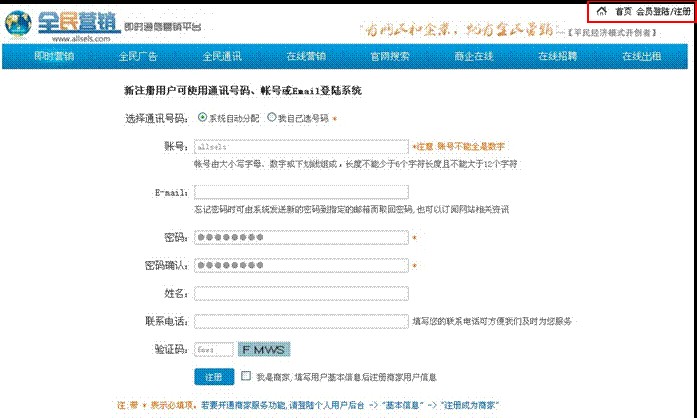 首页 会员登陆/注册
全民营销 即时通信营销平台
www.allsels.com
【平民经济模式开创者】
即时营销 全民广告 全民通讯 在线营销 官网搜索 商企在线 在线招聘 在线出租
新注册用户可使用通讯号码、帐号或Email登陆系统
选择通讯号码： 系统自动分配 我自己选号码 *
账号： allsels *注意 账号不能全是数字
帐号由大小写字母、数字或下划线组成，长度不能少于6个字符长度且不能大于12个字符
E-mail：
忘记密码时可由系统发送新的密码到指定的邮箱而取回密码,也可以订阅网站相关资讯
密码： ●●●●●●●● *
密码确认： ●●●●●●●● *
姓名：
联系电话： 填写您的联系电话可方便我们及时为您服务
验证码： fmws F MWS
注册 我是商家,填写用户基本信息后注册商家用户信息
注.带 * 表示必填项。若要开通商家服务功能,请登陆个人用户后台 -> "基本信息" -> "注册成为商家"